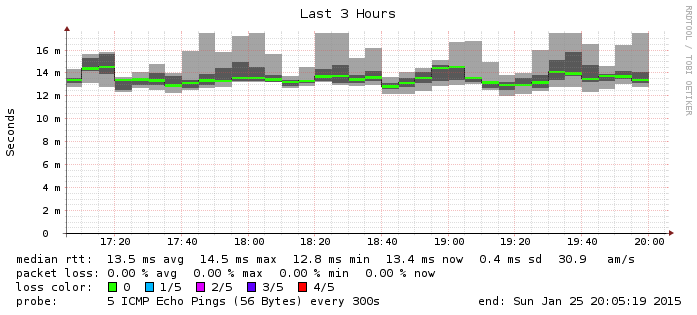 Last 3 Hours
RRDTOOL / TOBI OETIKER
Seconds
16 m
14 m
12 m
10 m
8 m
6 m
4 m
2 m
0
17:20 17:40 18:00 18:20 18:40 19:00 19:20 19:40 20:00
median rtt: 13.5 ms avg 14.5 ms max 12.8 ms min 13.4 ms now 0.4 ms sd 30.9 am/s
packet loss: 0.00 % avg 0.00 % max 0.00 % min 0.00 % now
loss color: 0 1/5 2/5 3/5 4/5
probe: 5 ICMP Echo Pings (56 Bytes) every 300s end: Sun Jan 25 20:05:19 2015